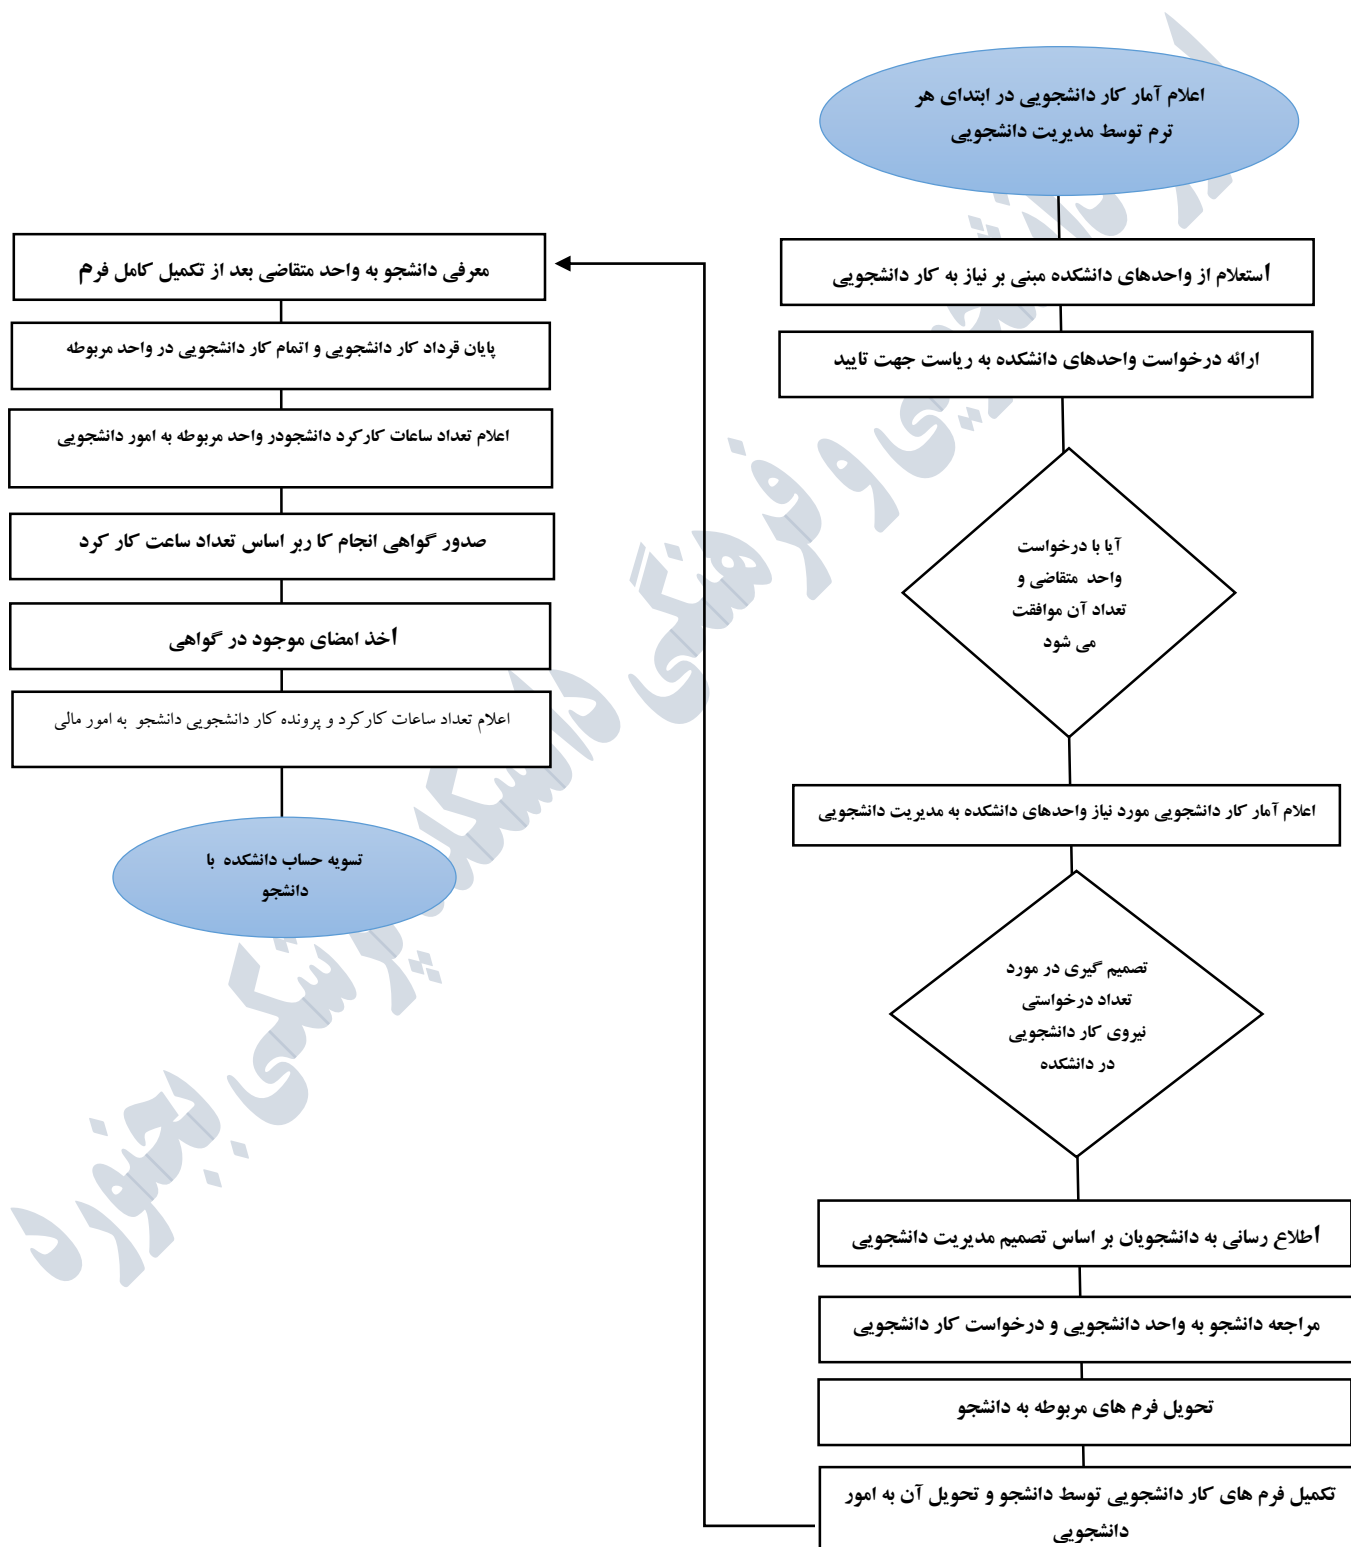 اعلام آمار کار دانشجویی در ابتدای هر
ترم توسط مدیریت دانشجویی
استعلام از واحدهای دانشکده مبنی بر نیاز به کار دانشجویی
ارائه درخواست واحدهای دانشکده به ریاست جهت تایید
آیا با درخواست
واحد متقاضی و
تعداد آن موافقت
می شود
اعلام آمار کار دانشجویی مورد نیاز واحدهای دانشکده به مدیریت دانشجویی
تصمیم گیری در مورد
تعداد درخواستی
نیروی کار دانشجویی
در دانشکده
اطلاع رسانی به دانشجویان بر اساس تصمیم مدیریت دانشجویی
مراجعه دانشجو به واحد دانشجویی و درخواست کار دانشجویی
تحویل فرم های مربوطه به دانشجو
تکمیل فرم های کار دانشجویی توسط دانشجو و تحویل آن به امور
دانشجویی
معرفی دانشجو به واحد متقاضی بعد از تکمیل کامل فرم
پایان قرداد کار دانشجویی و اتمام کار دانشجویی در واحد مربوطه
اعلام تعداد ساعات کارکرد دانشجودر واحد مربوطه به امور دانشجویی
صدور گواهی انجام کا ربر اساس تعداد ساعت کار کرد
اخذ امضای موجود در گواهی
اعلام تعداد ساعات کارکرد و پرونده کار دانشجویی دانشجو به امور مالی
تسویه حساب دانشکده با
دانشجو
دانشجویی و فرهنگی دانشکده پزشکی بجنورد